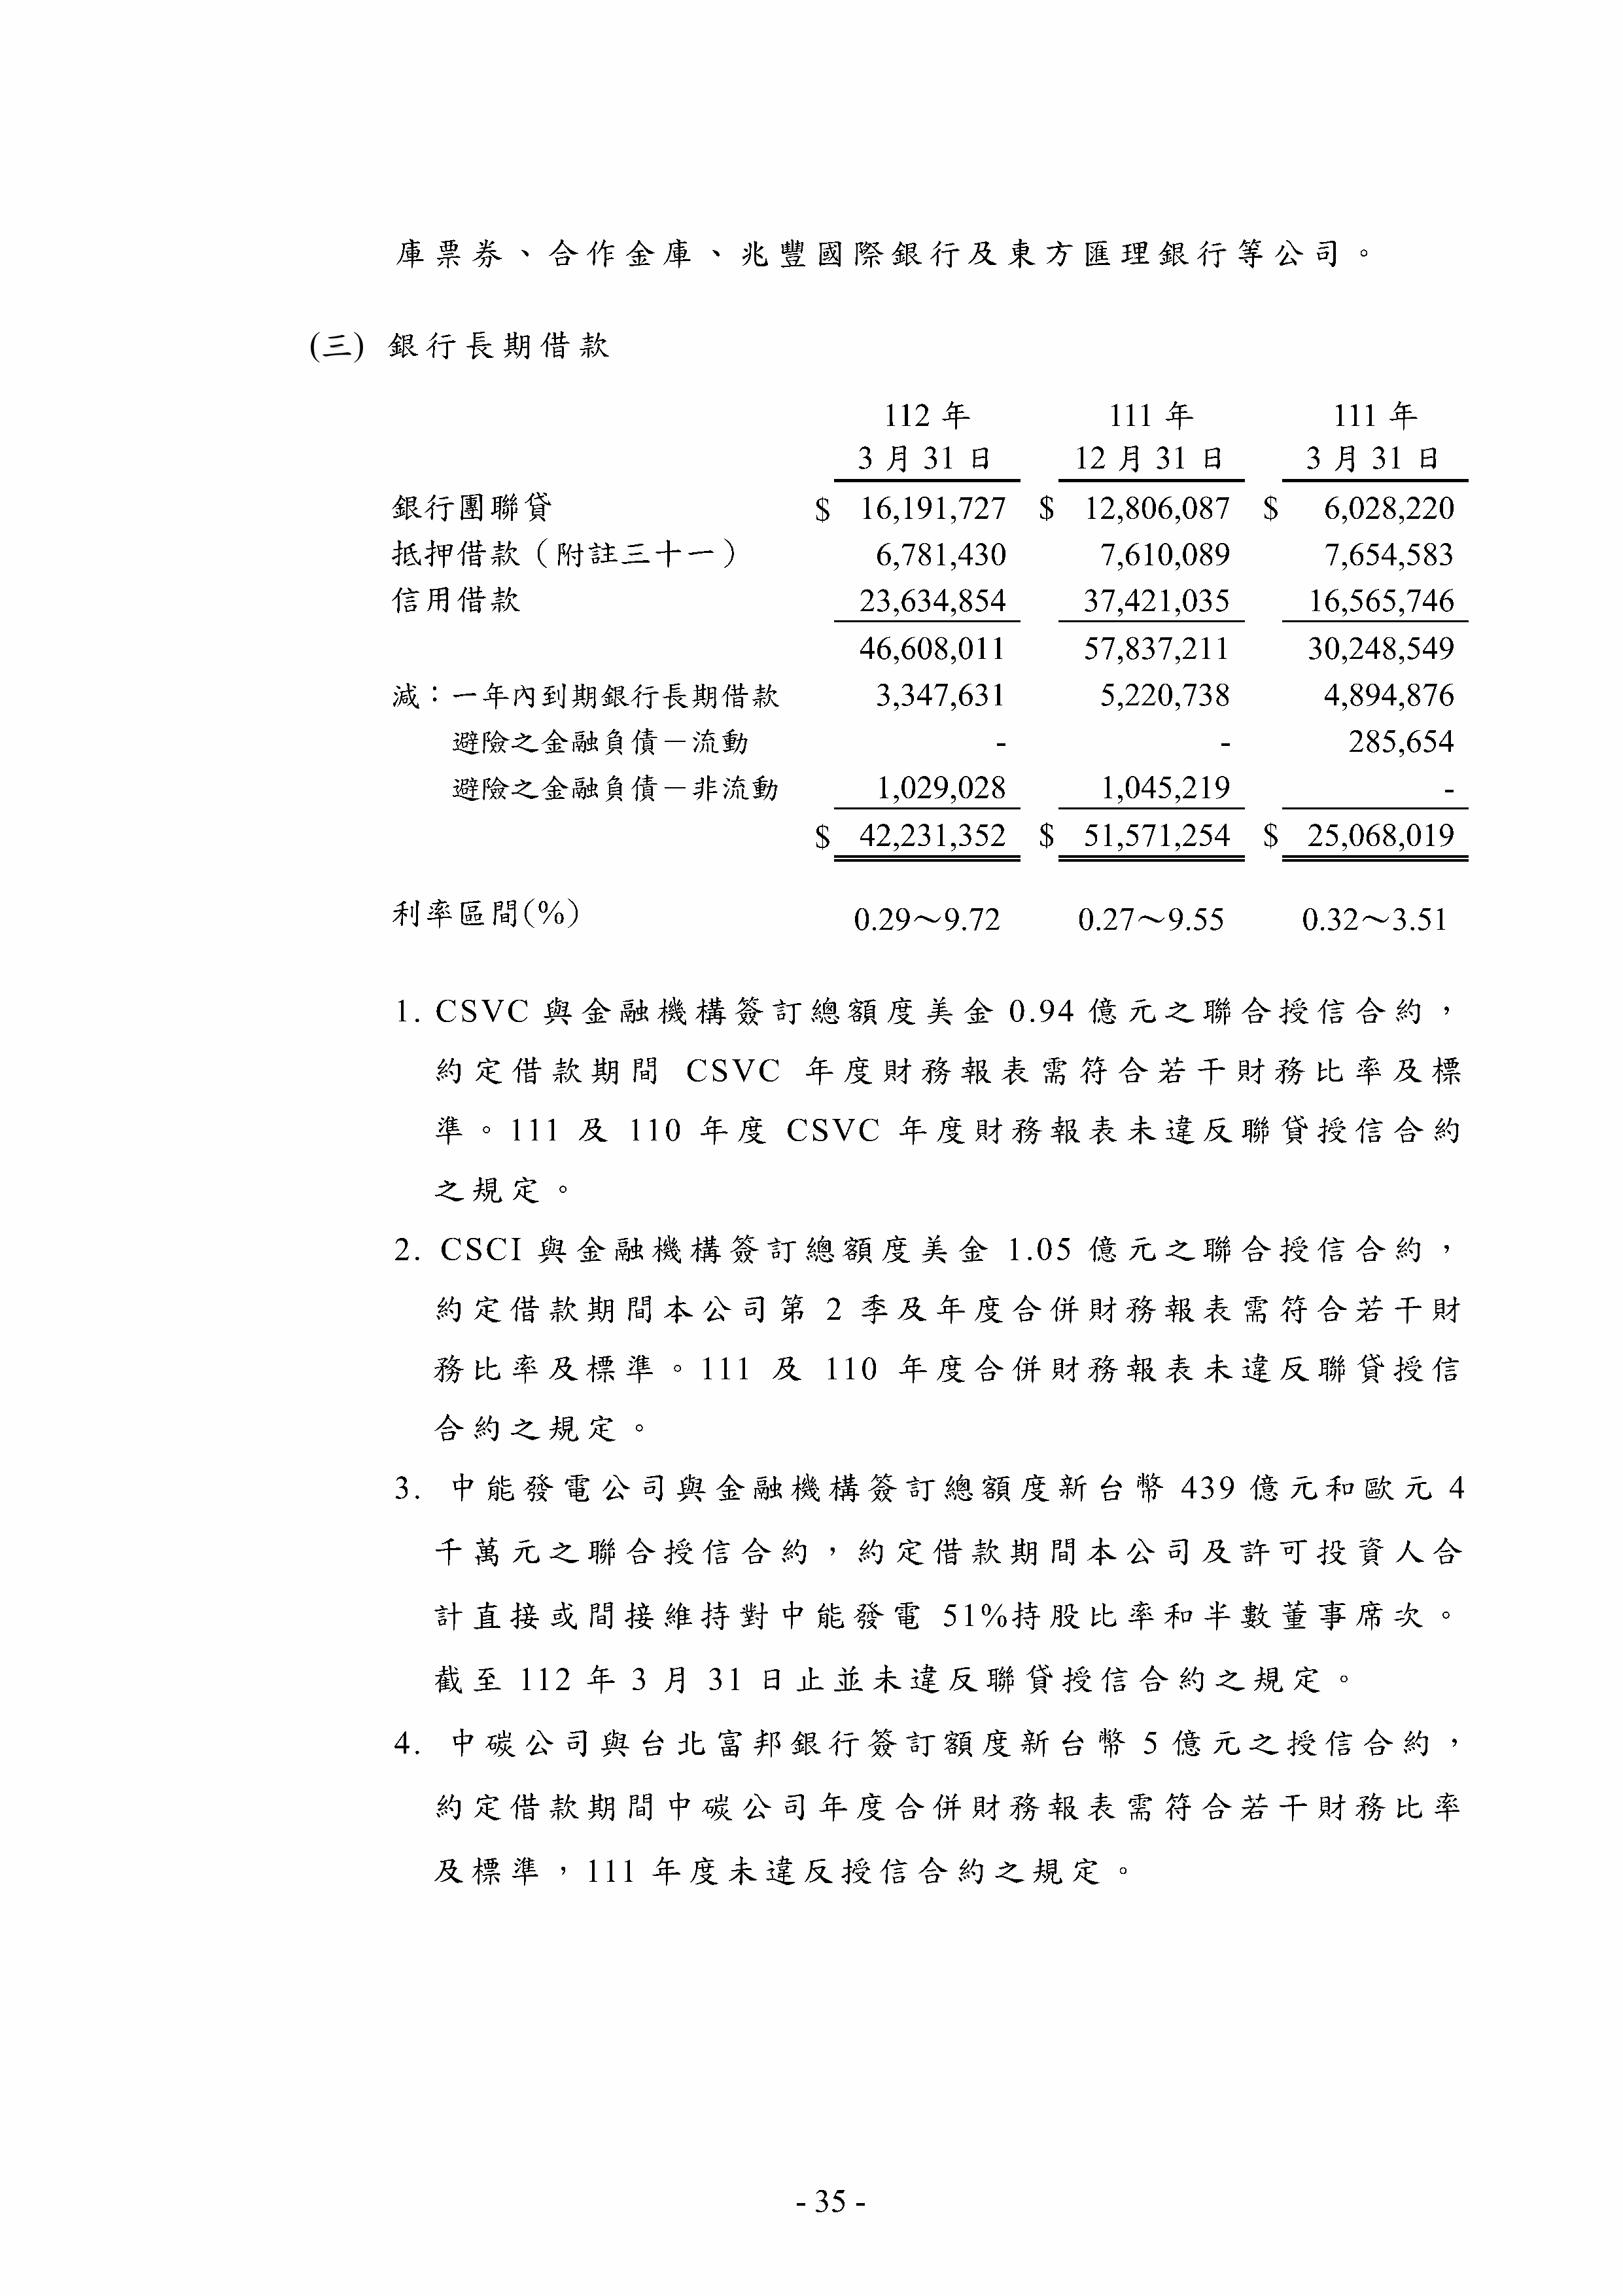 庫票券、合作金庫、兆豐國際銀行及東方匯理銀行等公司。
(三) 銀行長期借款
112 年 111 年 111 年
3 月 31 日 12 月 31 日 3 月 31 日
銀行團聯貸 $ 16,191,727 $ 12,806,087 $ 6,028,220
抵押借款（附註三十一） 6,781,430 7,610,089 7,654,583
信用借款 23,634,854 37,421,035 16,565,746
46,608,011 57,837,211 30,248,549
減：一年內到期銀行長期借款 3,347,631 5,220,738 4,894,876
避險之金融負債－流動 - - 285,654
避險之金融負債－非流動 1,029,028 1,045,219 -
$ 42,231,352 $ 51,571,254 $ 25,068,019
利率區間(%) 0.29～9.72 0.27～9.55 0.32～3.51
1. CSVC 與金融機構簽訂總額度美金 0.94 億元之聯合授信合約，
約定借款期間 CSVC 年度財務報表需符合若干財務比率及標
準。111 及 110 年度 CSVC 年度財務報表未違反聯貸授信合約
之規定。
2. CSCI 與金融機構簽訂總額度美金 1.05 億元之聯合授信合約，
約定借款期間本公司第 2 季及年度合併財務報表需符合若干財
務比率及標準。111 及 110 年度合併財務報表未違反聯貸授信
合約之規定。
3. 中能發電公司與金融機構簽訂總額度新台幣 439 億元和歐元 4
千萬元之聯合授信合約，約定借款期間本公司及許可投資人合
計直接或間接維持對中能發電 51%持股比率和半數董事席次。
截至 112 年 3 月 31 日止並未違反聯貸授信合約之規定。
4. 中碳公司與台北富邦銀行簽訂額度新台幣 5 億元之授信合約，
約定借款期間中碳公司年度合併財務報表需符合若干財務比率
及標準，111 年度未違反授信合約之規定。
- 35 -